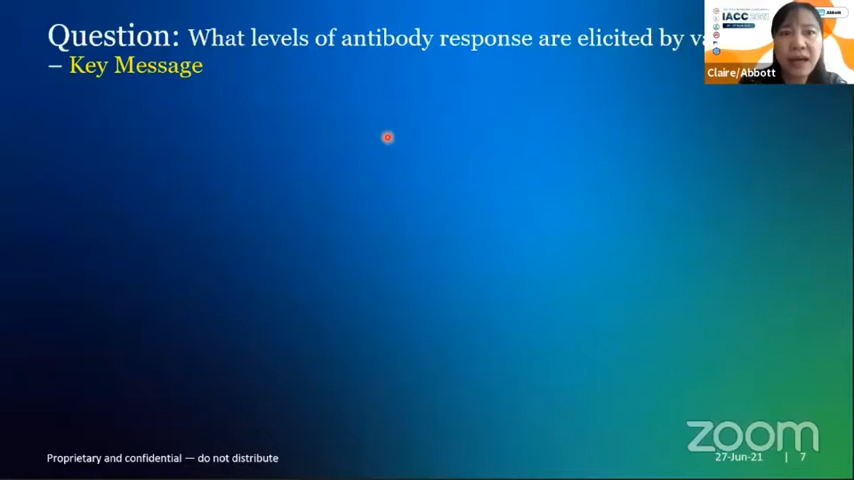 Question: What levels of antibody response are elicited by
– Key Message
IACC
Abbott
Claire/Abbott
zoom
Proprietary and confidential — do not distribute
27-Jun-21 | 7